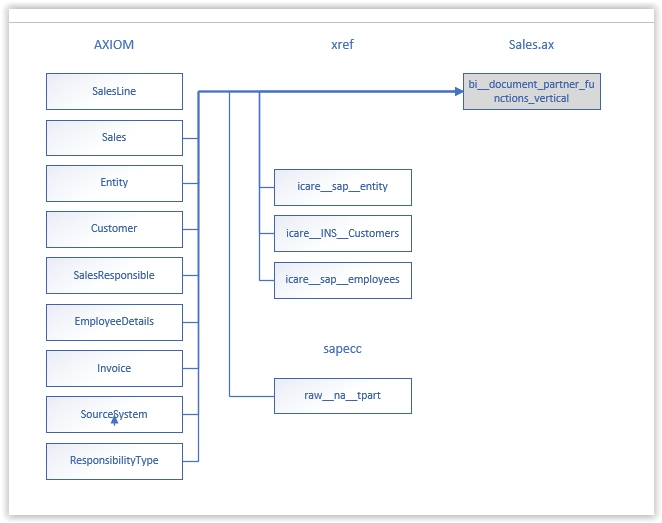 AXIOM
xref
Sales.ax
SalesLine
bi__document_partner_fu
nctions_vertical
Sales
Entity
icare__sap__entity
Customer
icare__INS__Customers
SalesResponsible
icare__sap__employees
EmployeeDetails
sapecc
Invoice
raw__na__tpart
SourceSystem
ResponsibilityType